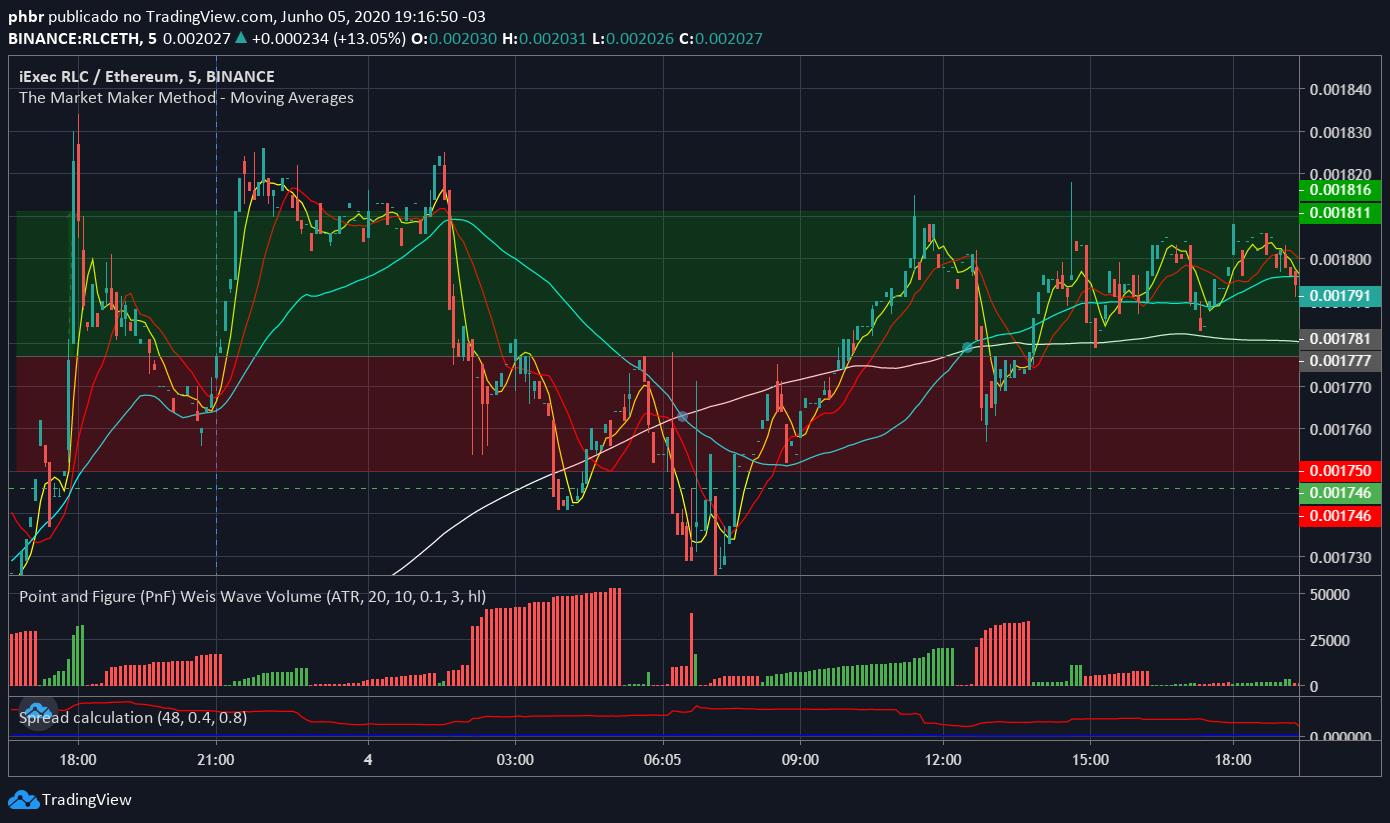 phbr publicado no TradingView.com, Junho 05, 2020 19:16:50 -03
BINANCE:RLCETH, 5 0.002027 ▲ +0.000234 (+13.05%) O:0.002030 H:0.002031 L:0.002026 C:0.002027
iExec RLC / Ethereum, 5, BINANCE
The Market Maker Method - Moving Averages
0.001840
0.001830
0.001820
0.001816
0.001811
0.001800
0.001791
0.001781
0.001777
0.001770
0.001760
0.001750
0.001746
0.001746
0.001730
Point and Figure (PnF) Weis Wave Volume (ATR, 20, 10, 0.1, 3, hl)
50000
25000
0
Spread calculation (48, 0.4, 0.8)
0.000000
18:00 21:00 4 03:00 06:05 09:00 12:00 15:00 18:00
TradingView